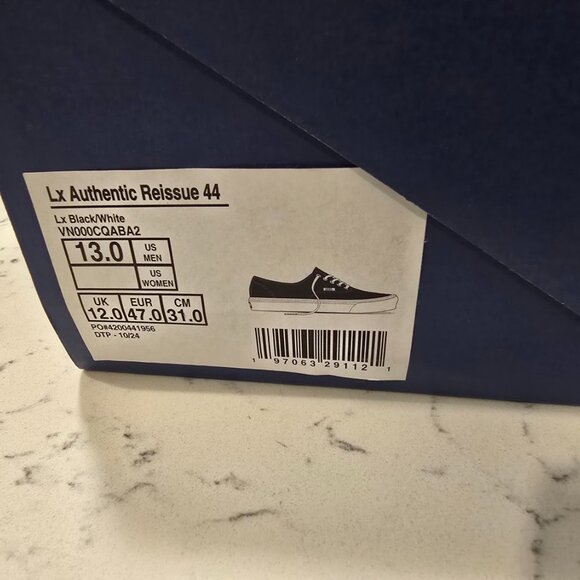 Lx Authentic Reissue 44
Lx Black/White
VN000CQABA2
13.0 US MEN
US WOMEN
UK EUR CM
12.0 47.0 31.0
PO#4200441956
DTP - 10/24
1 97063 29112 1